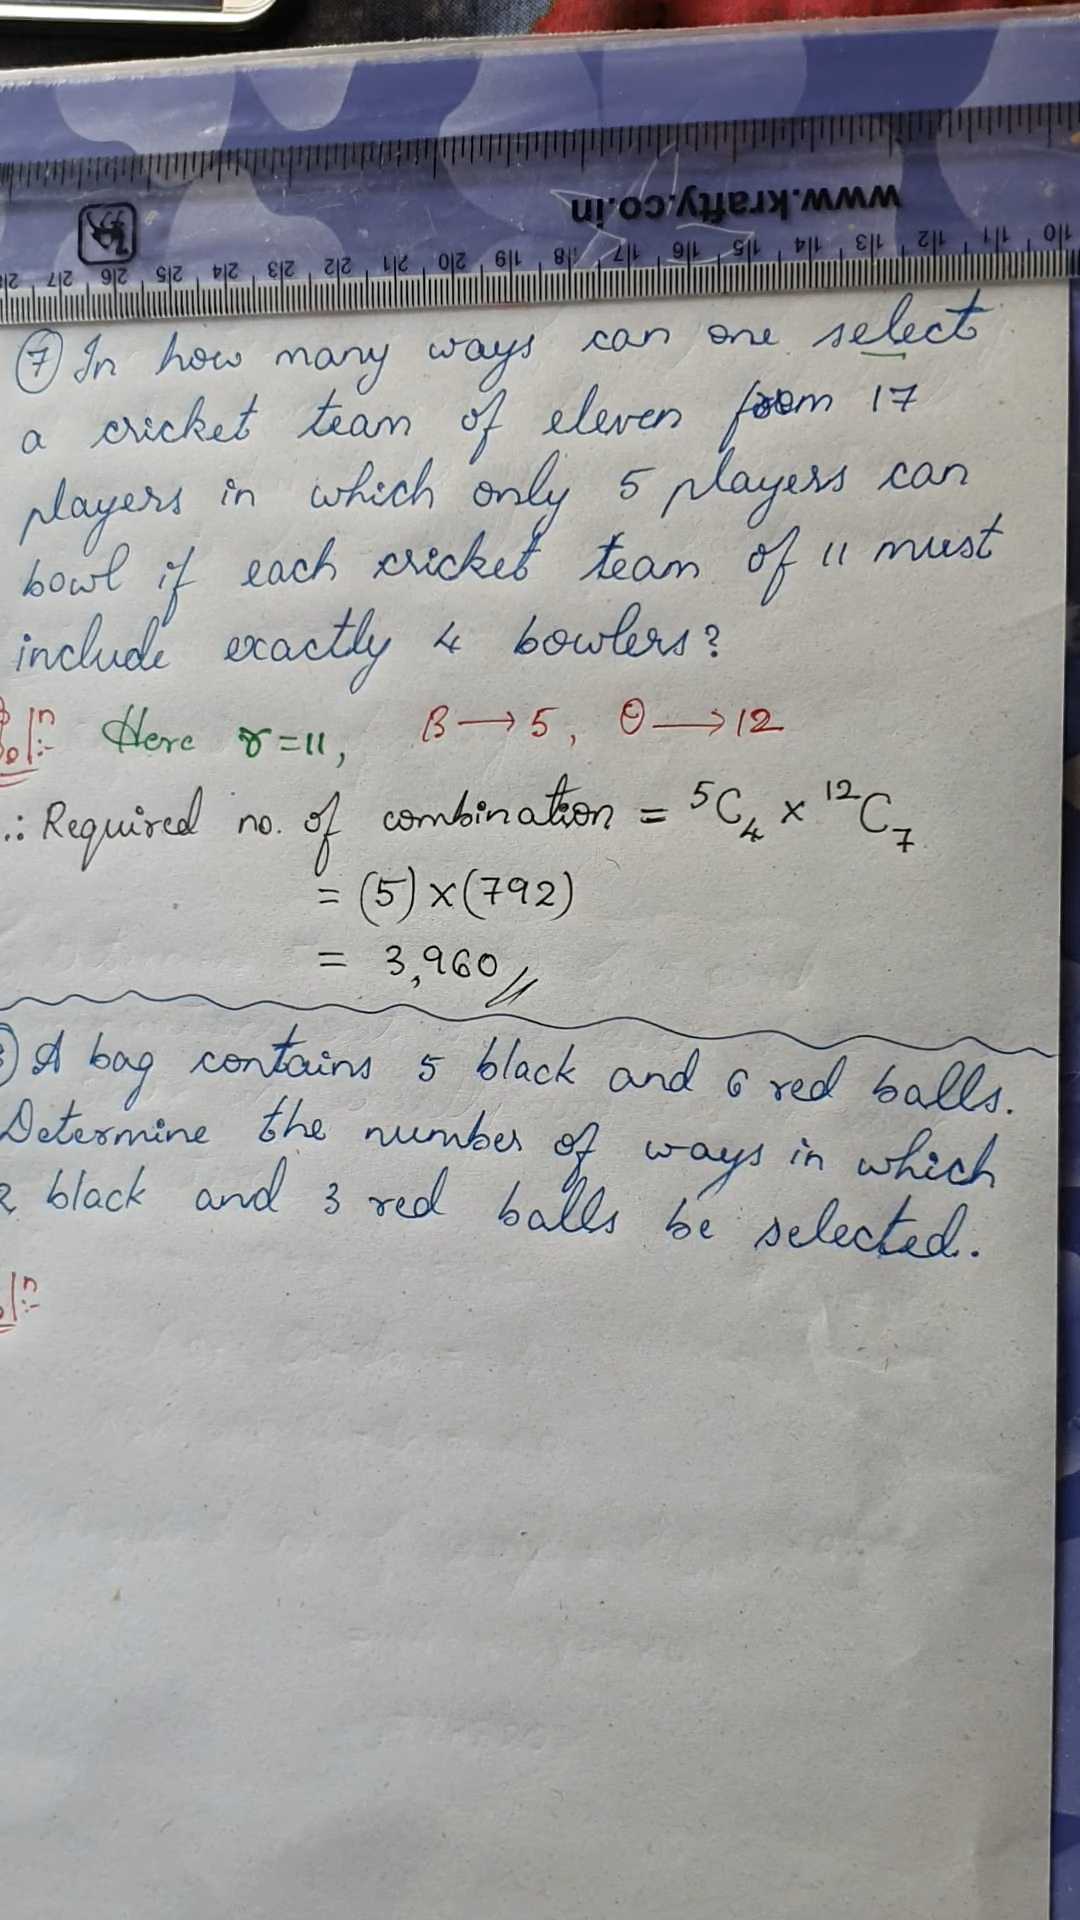 www.krafty.co.in
⑦ In how many ways can one select
a cricket team of eleven from 17
players in which only 5 players can
bowl if each cricket team of 11 must
include exactly 4 bowlers?
Here r=11, B→5, O→12
∴ Required no. of combination = ⁵C₄ × ¹²C₇
= (5)×(792)
= 3,960//
A bag contains 5 black and 6 red balls.
Determine the number of ways in which
2 black and 3 red balls be selected.